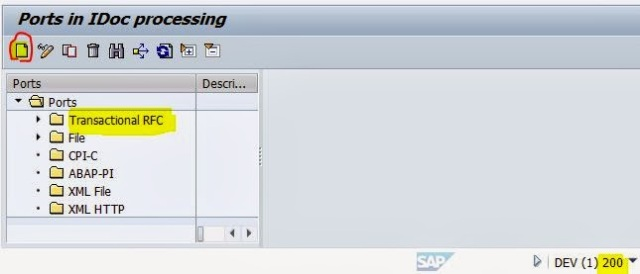 Ports in IDoc processing
Ports Descri...
Ports
Transactional RFC
File
CPI-C
ABAP-PI
XML File
XML HTTP
SAP DEV (1) 200